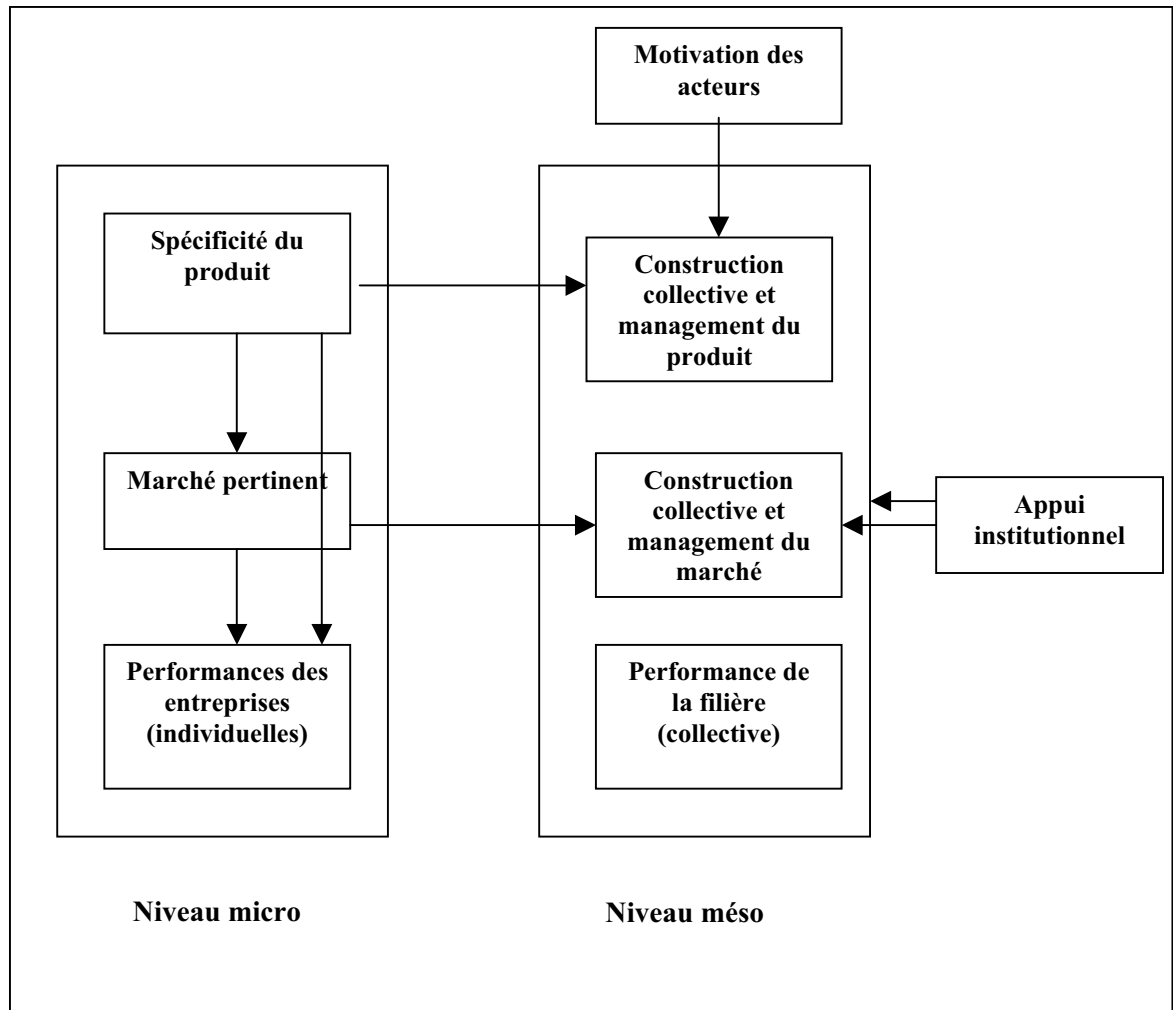 Motivation des
acteurs
Spécificité du
produit
Construction
collective et
management du
produit
Marché pertinent
Construction
collective et
management du
marché
Appui
institutionnel
Performances des
entreprises
(individuelles)
Performance de
la filière
(collective)
Niveau micro
Niveau méso